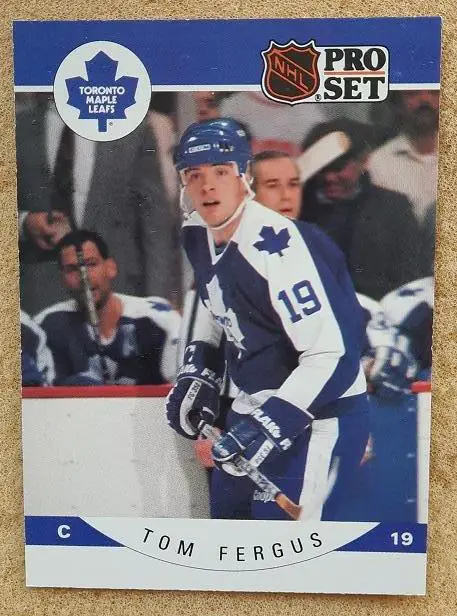 TORONTO
MAPLE
LEAFS
NHL
PRO
SET
19
C
TOM FERGUS
19